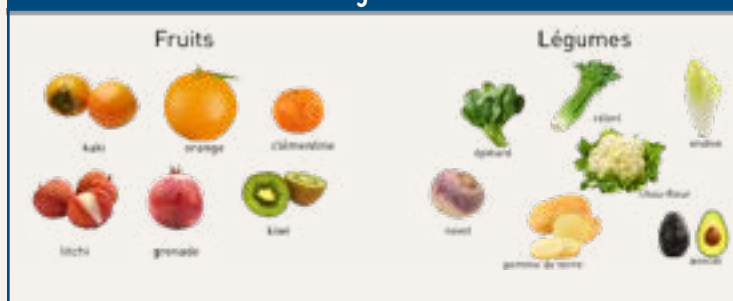 Fruits
Légumes
kaki
orange
clémentine
litchi
grenade
kiwi
épinard
céleri
endive
chou-fleur
navet
pomme de terre
avocat